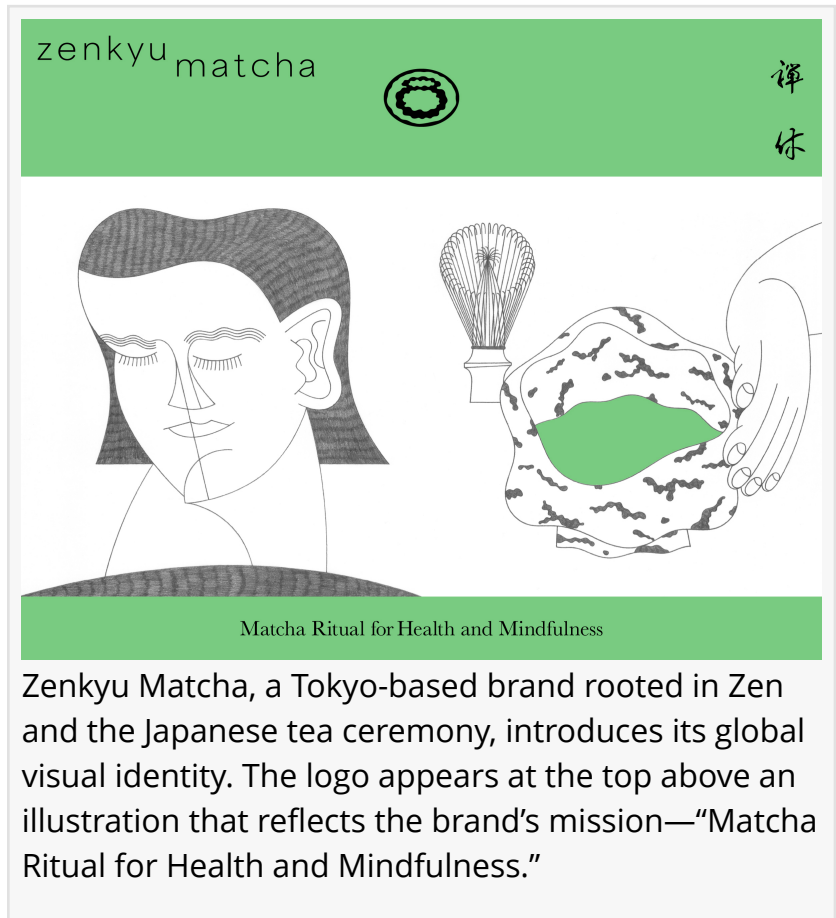 zenkyu matcha
禅
休
Matcha Ritual for Health and Mindfulness
Zenkyu Matcha, a Tokyo-based brand rooted in Zen
and the Japanese tea ceremony, introduces its global
visual identity. The logo appears at the top above an
illustration that reflects the brand’s mission—“Matcha
Ritual for Health and Mindfulness.”